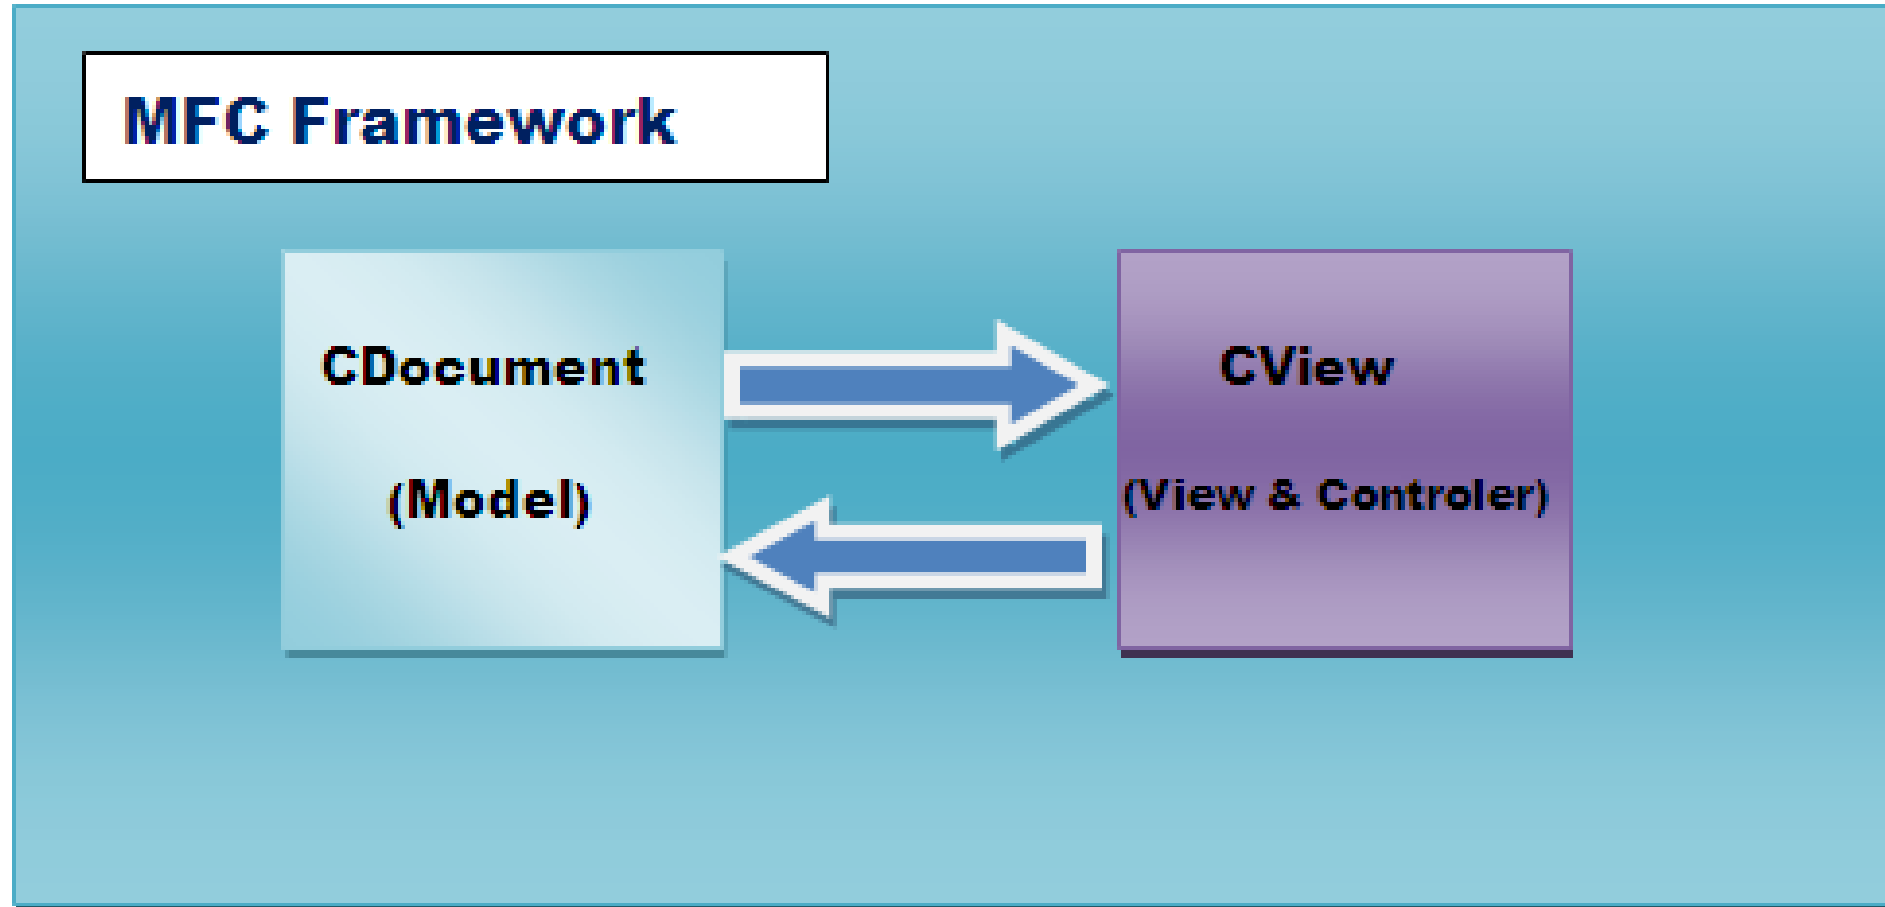 MFC Framework
CDocument
(Model)
CView
(View & Controler)